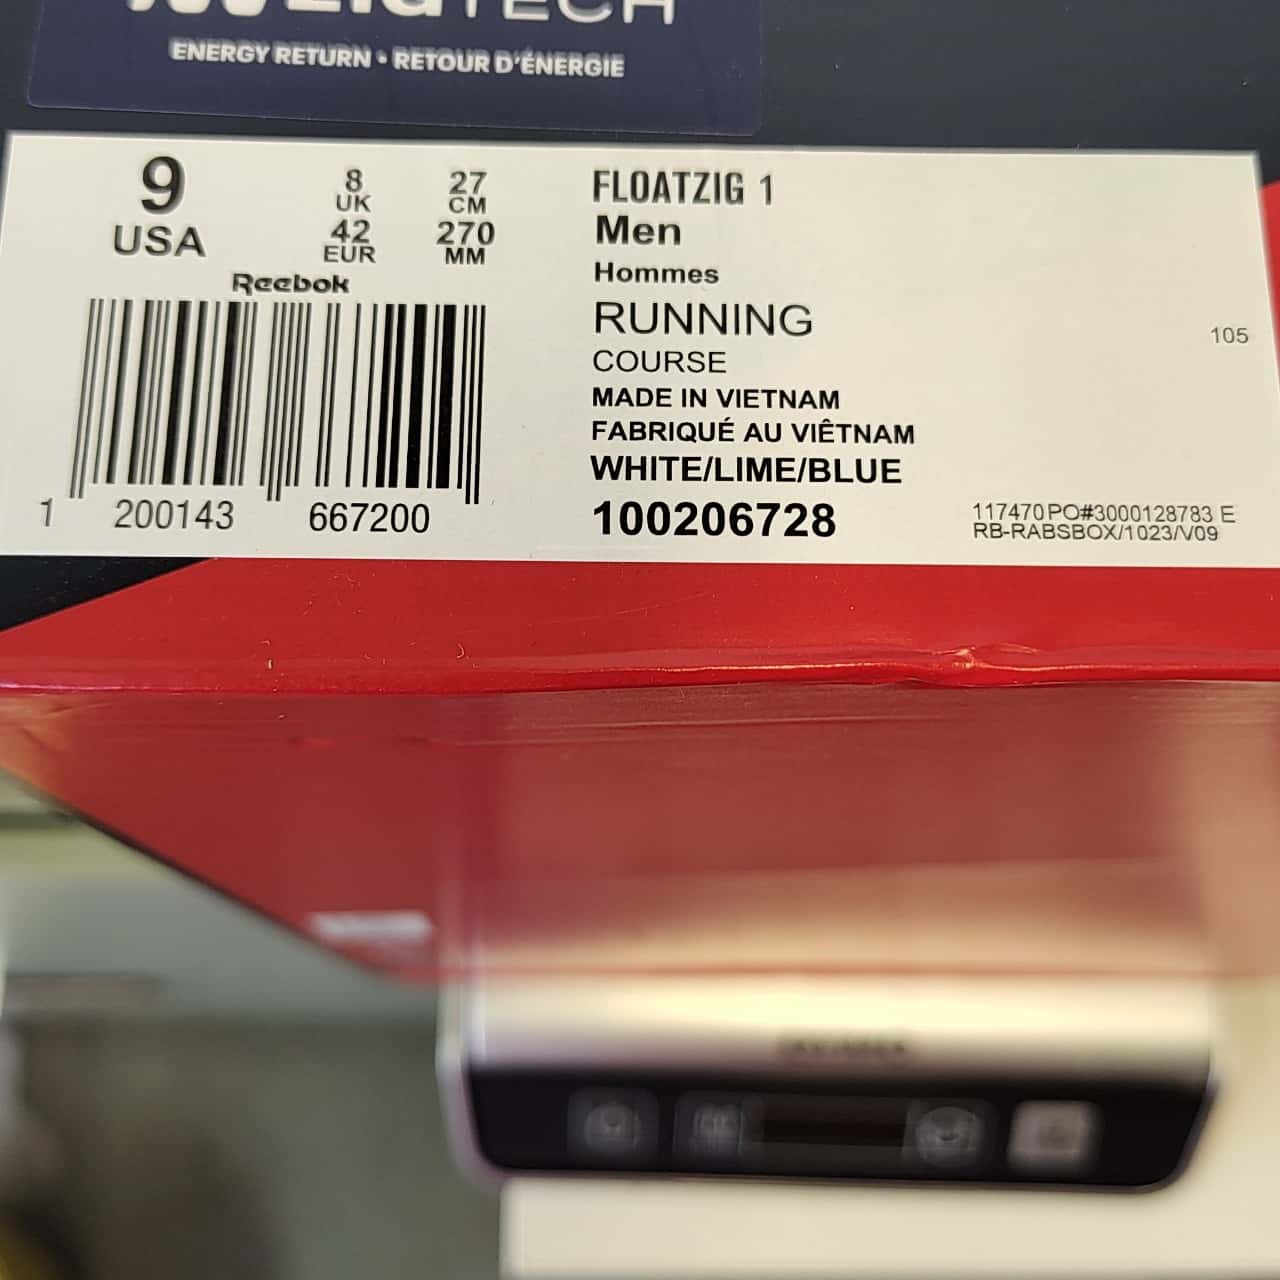 ZIGTECH
ENERGY RETURN • RETOUR D'ÉNERGIE
9
USA
8
UK
42
EUR
27
CM
270
MM
Reebok
1 200143 667200
FLOATZIG 1
Men
Hommes
RUNNING
COURSE
MADE IN VIETNAM
FABRIQUÉ AU VIÊTNAM
WHITE/LIME/BLUE
100206728
105
117470 PO#3000128783 E
RB-RABSBOX/1023/V09